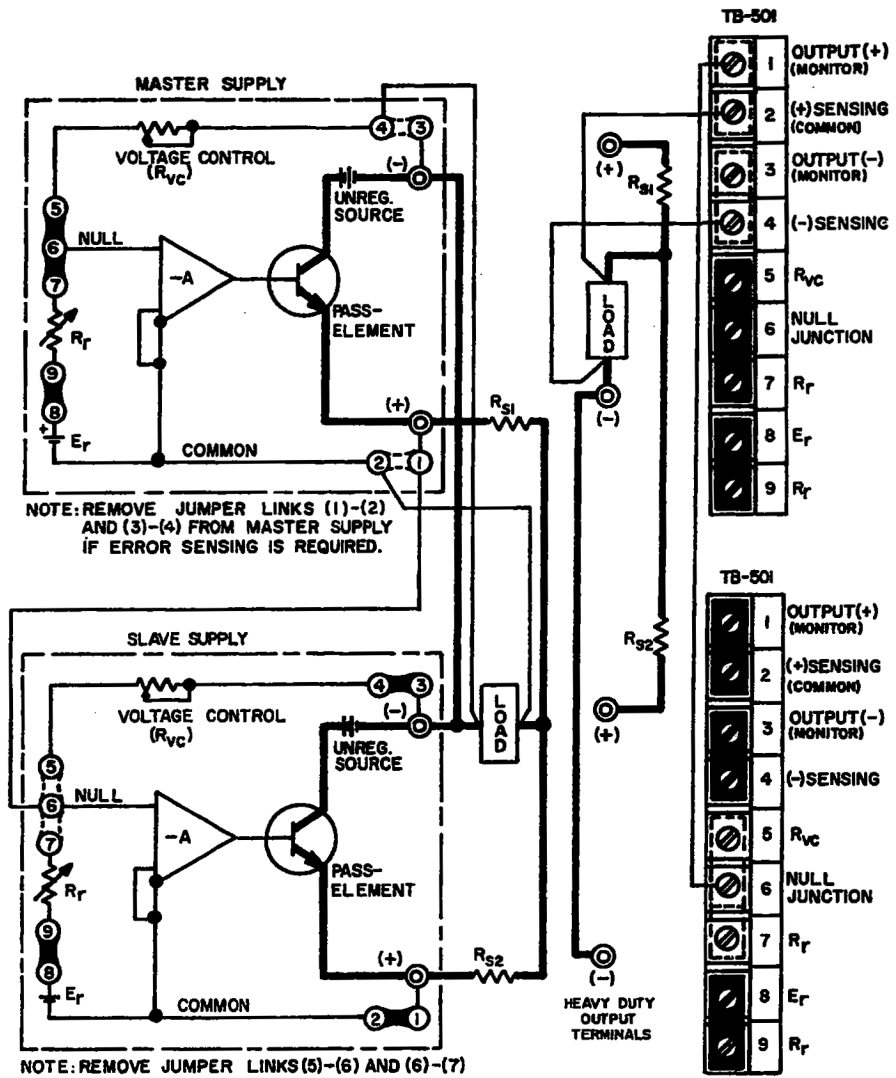 MASTER SUPPLY
4
3
VOLTAGE CONTROL
(RVC)
(-)
UNREG.
SOURCE
5
6
7
NULL
-A
PASS-
ELEMENT
Rr
9
8
+
Er
(+)
RS1
COMMON
2
1
NOTE: REMOVE JUMPER LINKS (1)-(2)
AND (3)-(4) FROM MASTER SUPPLY
IF ERROR SENSING IS REQUIRED.
SLAVE SUPPLY
4
3
VOLTAGE CONTROL
(RVC)
(-)
UNREG.
SOURCE
LOAD
5
6
7
NULL
-A
PASS-
ELEMENT
Rr
9
8
Er
(+)
RS2
COMMON
2
1
NOTE: REMOVE JUMPER LINKS (5)-(6) AND (6)-(7)
(+)
RS1
LOAD
(-)
RS2
(+)
(-)
HEAVY DUTY
OUTPUT
TERMINALS
TB-501
1 OUTPUT (+)
(MONITOR)
2 (+) SENSING
(COMMON)
3 OUTPUT (-)
(MONITOR)
4 (-) SENSING
5 RVC
6 NULL
JUNCTION
7 Rr
8 Er
9 Rr
TB-501
1 OUTPUT (+)
(MONITOR)
2 (+) SENSING
(COMMON)
3 OUTPUT (-)
(MONITOR)
4 (-) SENSING
5 RVC
6 NULL
JUNCTION
7 Rr
8 Er
9 Rr